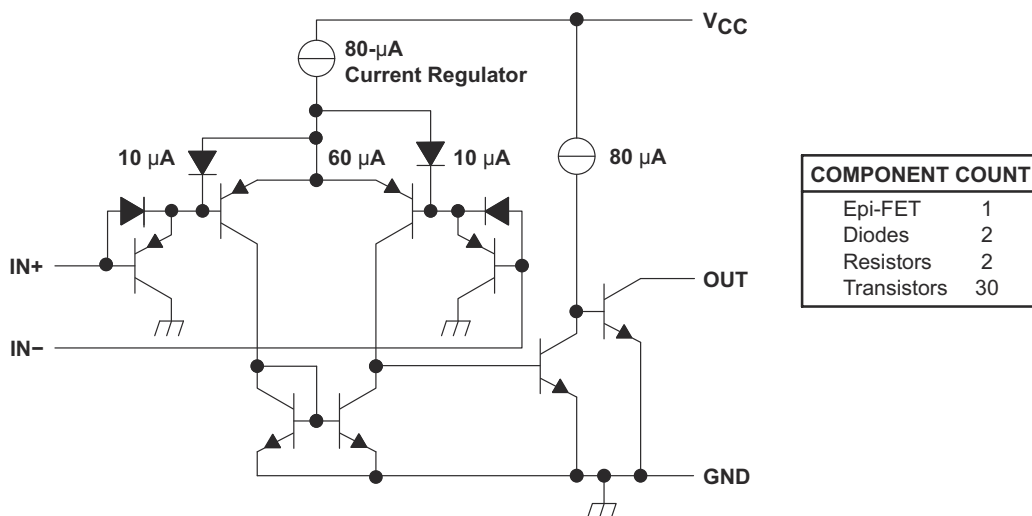 V_CC
80-µA
Current Regulator
10 µA
60 µA
10 µA
80 µA
COMPONENT COUNT
Epi-FET 1
Diodes 2
Resistors 2
Transistors 30
IN+
OUT
IN−
GND